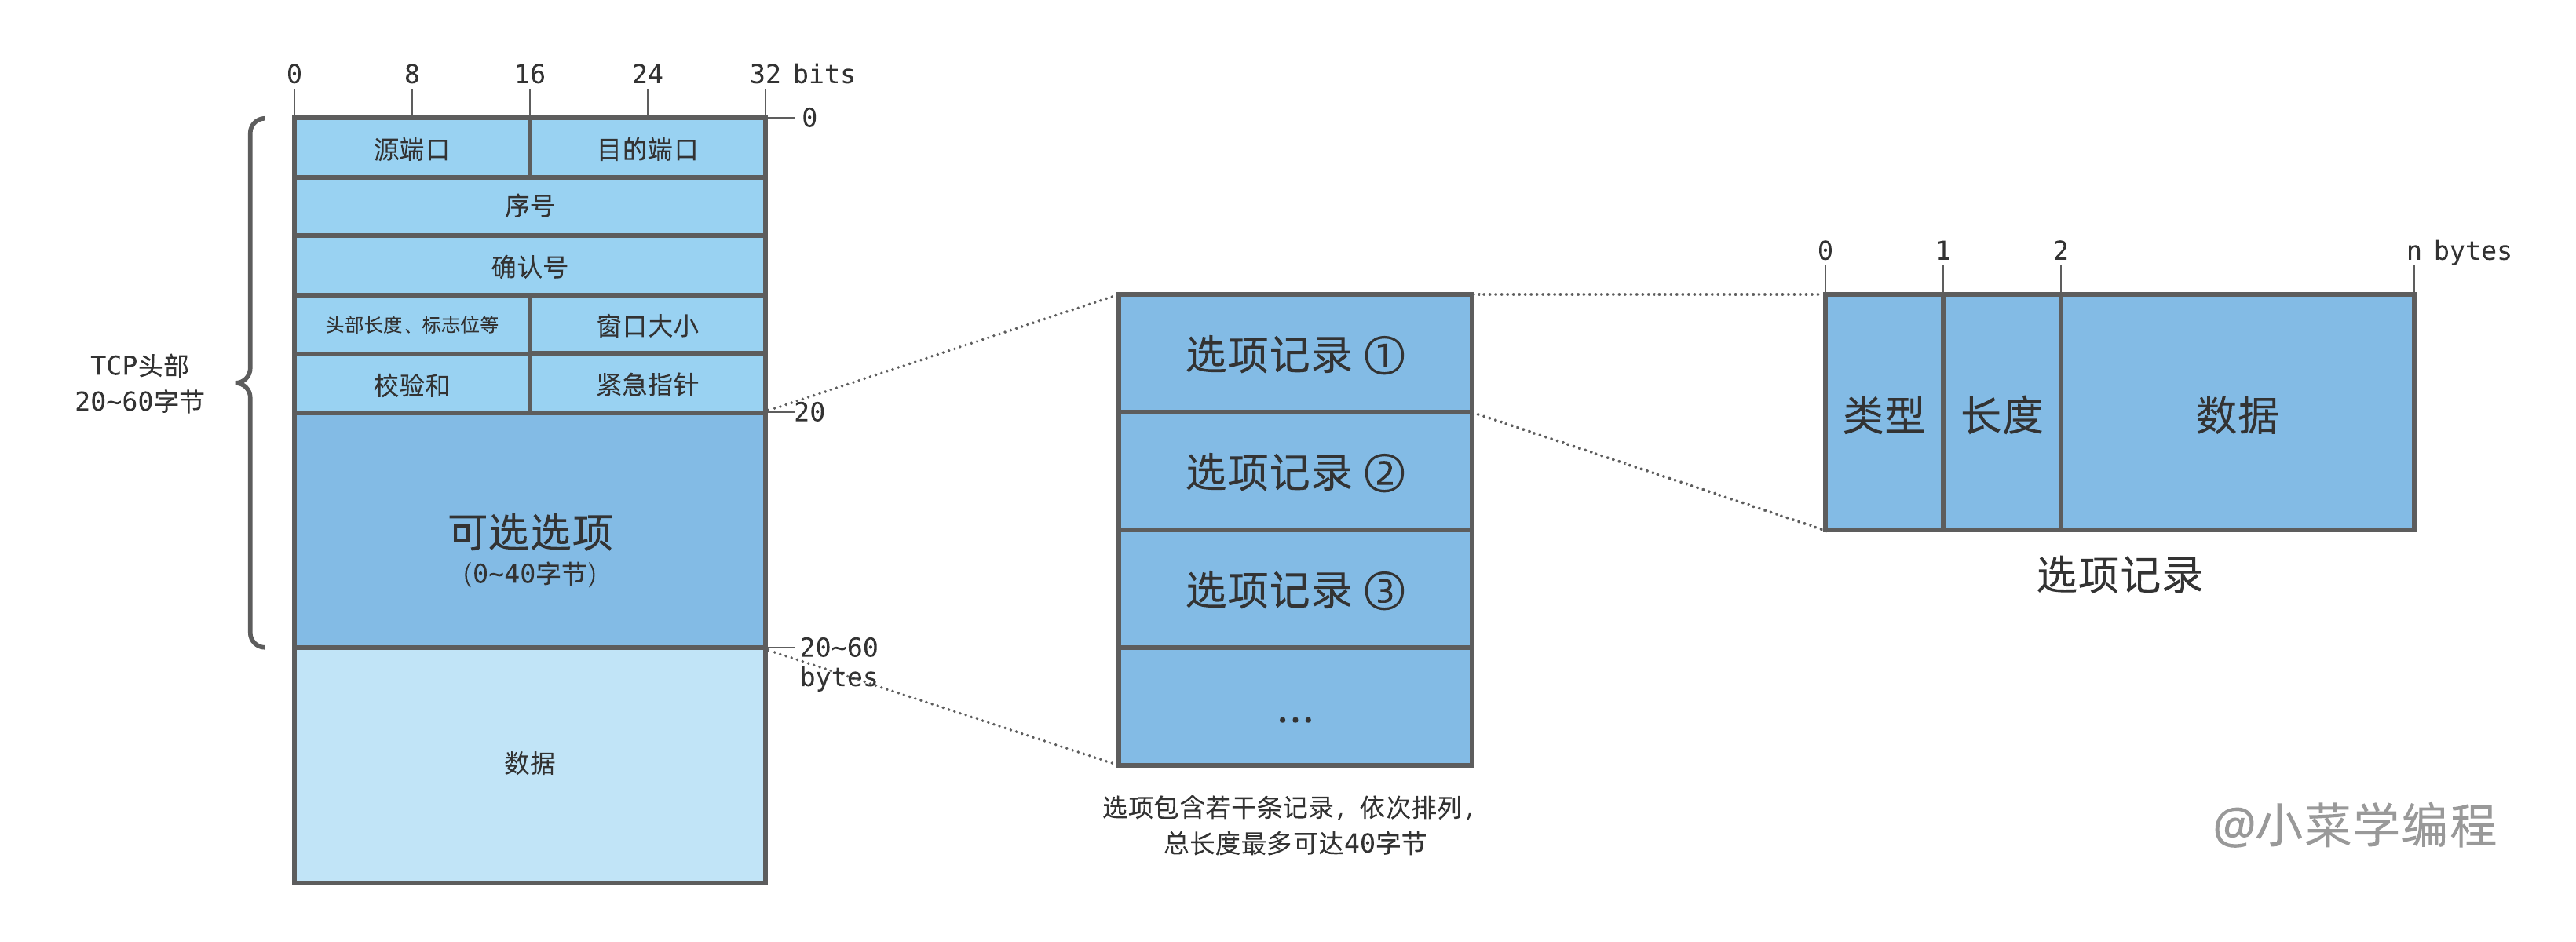 0 8 16 24 32 bits
0
源端口 目的端口
序号
确认号
头部长度、标志位等 窗口大小
校验和 紧急指针
20
TCP头部
20~60字节
可选选项
（0~40字节）
20~60
bytes
数据
选项记录 ①
选项记录 ②
选项记录 ③
...
选项包含若干条记录，依次排列，
总长度最多可达40字节
0 1 2 n bytes
类型 长度 数据
选项记录
@小菜学编程